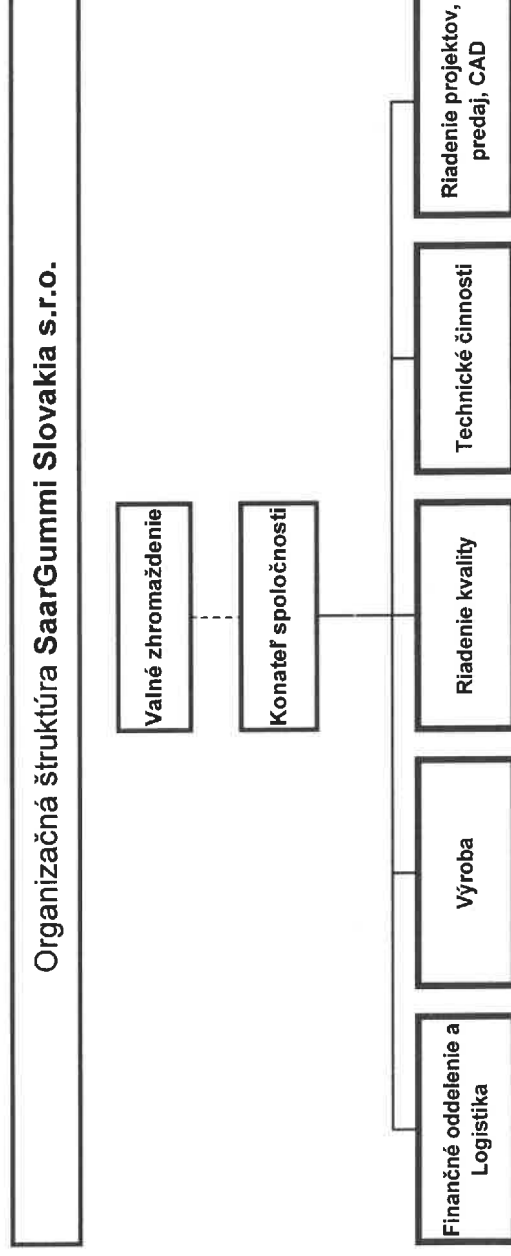 Organizačná štruktúra SaarGummi Slovakia s.r.o.
Valné zhromaždenie
Konateľ spoločnosti
Finančné oddelenie a
Logistika
Výroba
Riadenie kvality
Technické činnosti
Riadenie projektov,
predaj, CAD